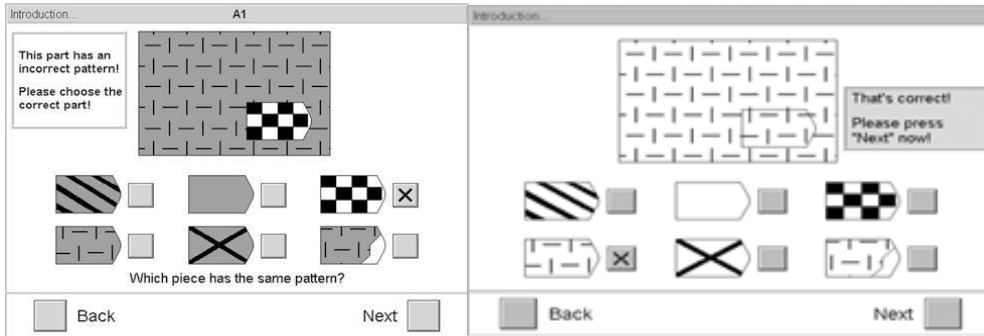 Introduction...
A1
This part has an
incorrect pattern!
Please choose the
correct part!
Which piece has the same pattern?
Back
Next
Introduction...
That's correct!
Please press
"Next" now!
Back
Next